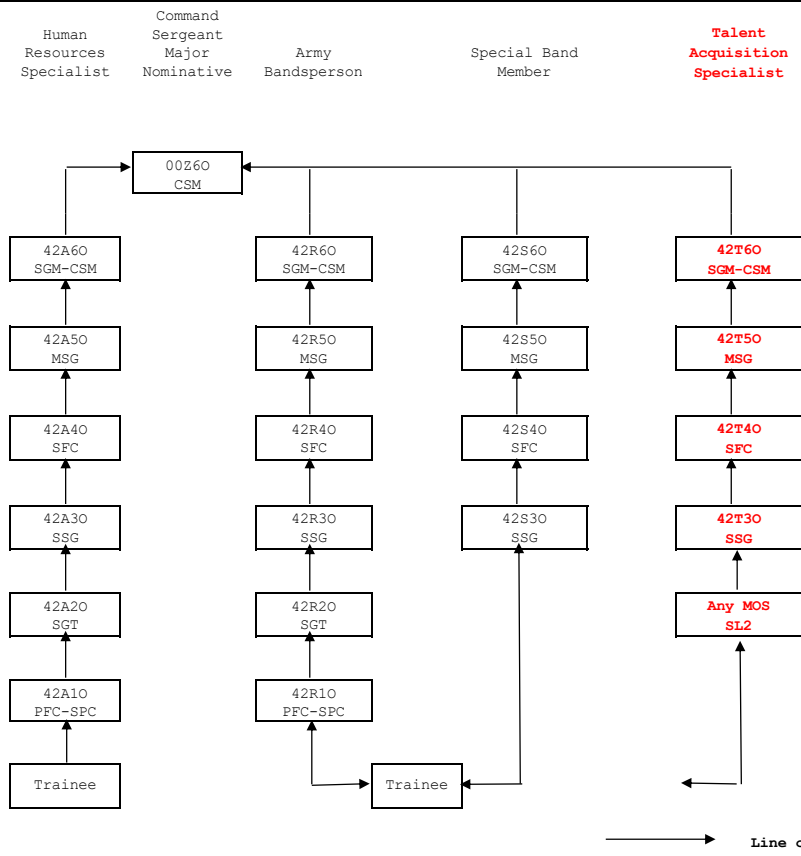 Human
Resources
Specialist
Command
Sergeant
Major
Nominative
Army
Bandsperson
Special Band
Member
Talent
Acquisition
Specialist
00Z6O
CSM
42A6O
SGM-CSM
42R6O
SGM-CSM
42S6O
SGM-CSM
42T6O
SGM-CSM
42A5O
MSG
42R5O
MSG
42S5O
MSG
42T5O
MSG
42A4O
SFC
42R4O
SFC
42S4O
SFC
42T4O
SFC
42A3O
SSG
42R3O
SSG
42S3O
SSG
42T3O
SSG
42A2O
SGT
42R2O
SGT
Any MOS
SL2
42A1O
PFC-SPC
42R1O
PFC-SPC
Trainee
Trainee
Line